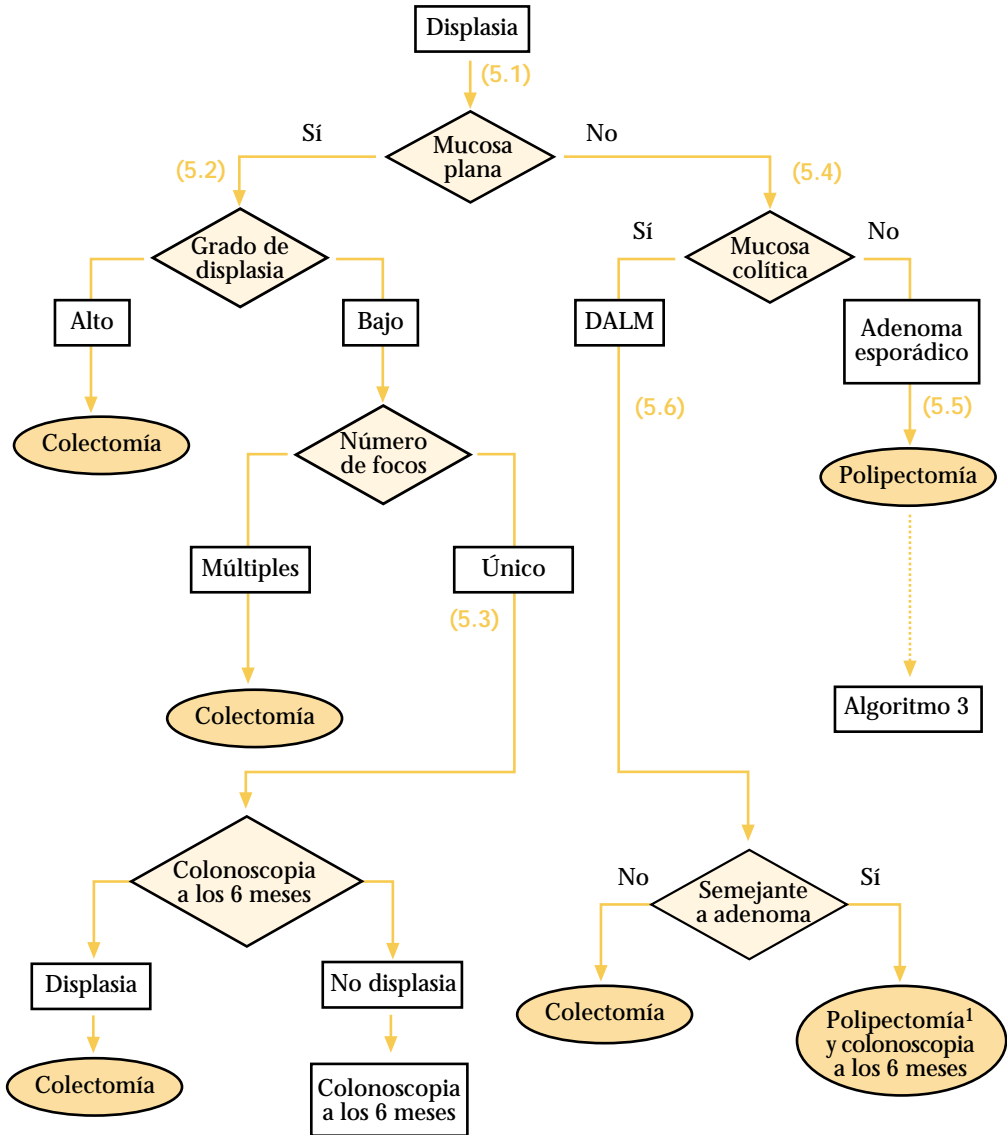 Displasia
(5.1)
Sí
Mucosa
plana
No
(5.2)
(5.4)
Grado de
displasia
Sí
Mucosa
colítica
No
Alto
Bajo
DALM
Adenoma
esporádico
(5.6)
(5.5)
Colectomía
Número
de focos
Polipectomía
Múltiples
Único
(5.3)
Colectomía
Algoritmo 3
Colonoscopia
a los 6 meses
No
Semejante
a adenoma
Sí
Displasia
No displasia
Colectomía
Polipectomía¹
y colonoscopia
a los 6 meses
Colectomía
Colonoscopia
a los 6 meses